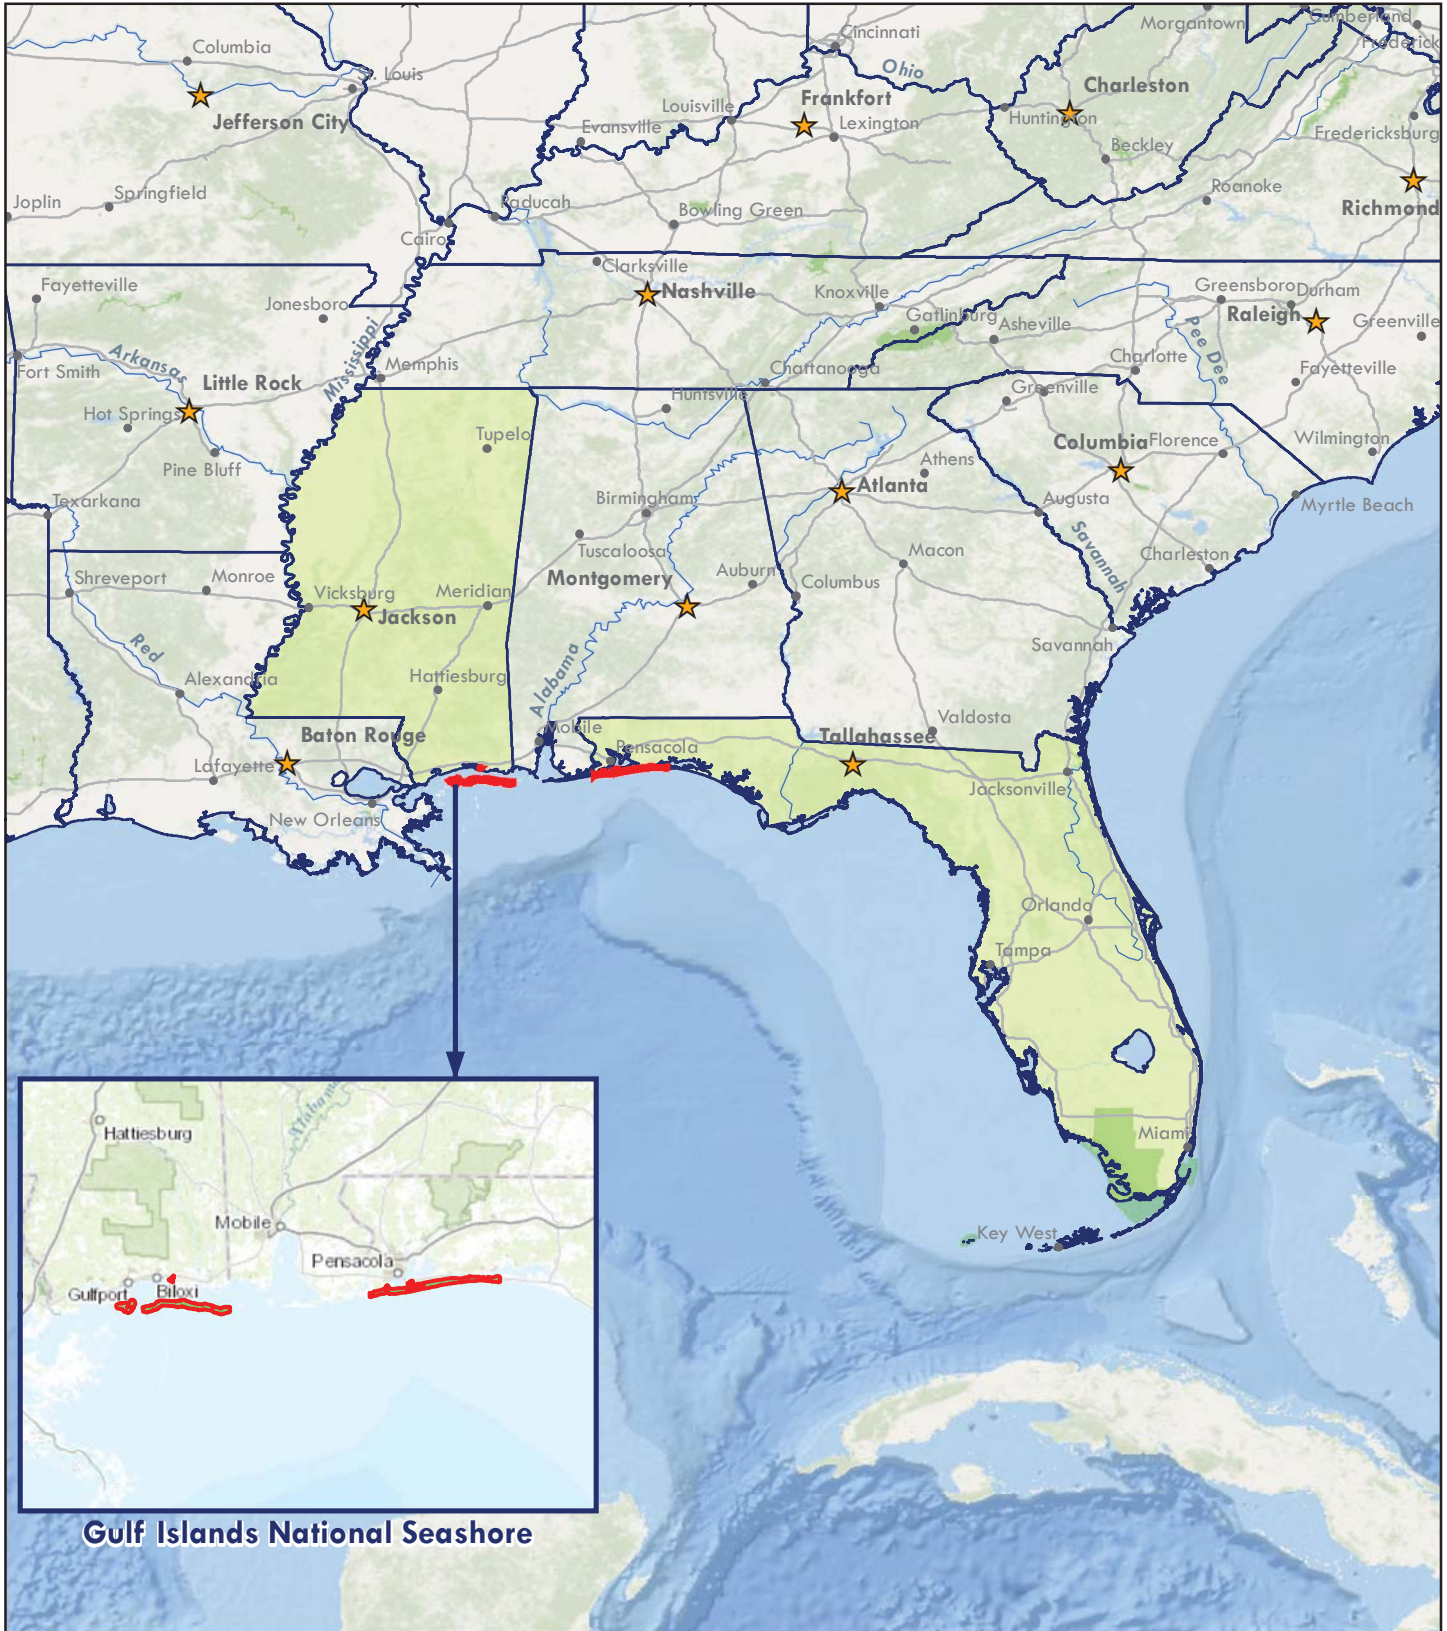 Columbia
St. Louis
Jefferson City
Springfield
Joplin
Cairo
Paducah
Evansville
Louisville
Cincinnati
Ohio
Frankfort
Lexington
Bowling Green
Huntington
Charleston
Beckley
Morgantown
Cumberland
Frederick
Fredericksburg
Roanoke
Richmond
Fayetteville
Jonesboro
Clarksville
Nashville
Knoxville
Gatlinburg
Asheville
Greensboro
Durham
Raleigh
Greenville
Fort Smith
Arkansas
Little Rock
Mississippi
Memphis
Chattanooga
Charlotte
Pee Dee
Fayetteville
Hot Springs
Pine Bluff
Tupelo
Huntsville
Greenville
Columbia
Florence
Wilmington
Athens
Atlanta
Texarkana
Birmingham
Augusta
Myrtle Beach
Tuscaloosa
Macon
Savannah
Charleston
Shreveport
Monroe
Vicksburg
Meridian
Jackson
Montgomery
Auburn
Columbus
Savannah
Red
Alexandria
Hattiesburg
Alabama
Valdosta
Baton Rouge
Mobile
Pensacola
Tallahassee
Lafayette
Jacksonville
New Orleans
Orlando
Tampa
Miami
Key West
Hattiesburg
Alabama
Mobile
Pensacola
Gulfport
Biloxi
Gulf Islands National Seashore